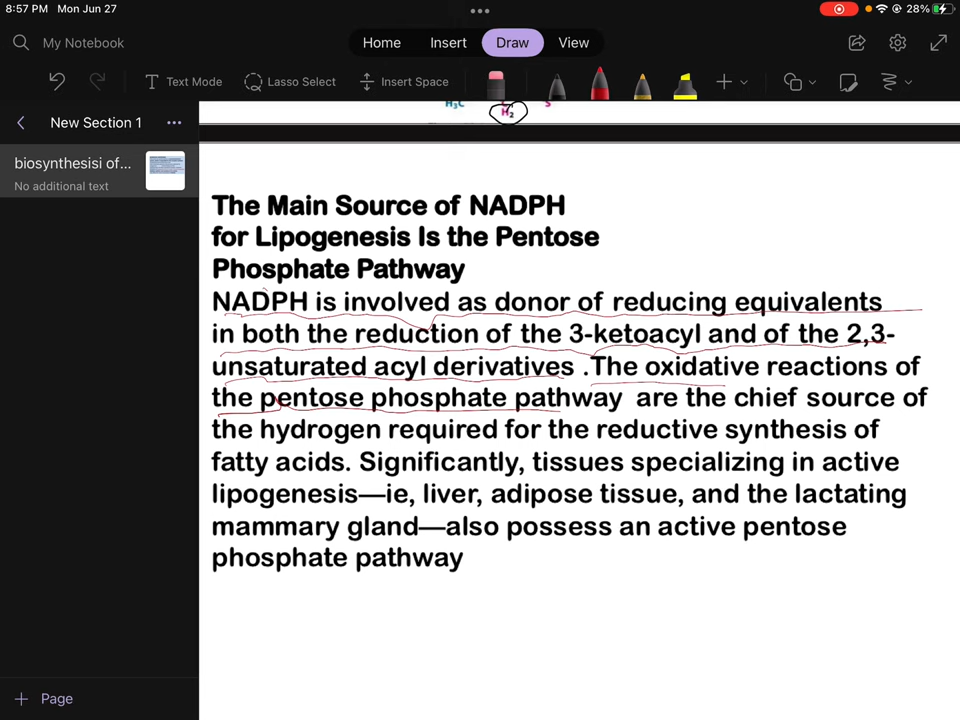 8:57 PM Mon Jun 27
28%
My Notebook
Home Insert Draw View
Text Mode Lasso Select Insert Space
New Section 1
biosynthesisi of...
No additional text
H₃C H₂ S
The Main Source of NADPH
for Lipogenesis Is the Pentose
Phosphate Pathway
NADPH is involved as donor of reducing equivalents
in both the reduction of the 3-ketoacyl and of the 2,3-
unsaturated acyl derivatives .The oxidative reactions of
the pentose phosphate pathway are the chief source of
the hydrogen required for the reductive synthesis of
fatty acids. Significantly, tissues specializing in active
lipogenesis—ie, liver, adipose tissue, and the lactating
mammary gland—also possess an active pentose
phosphate pathway
Page